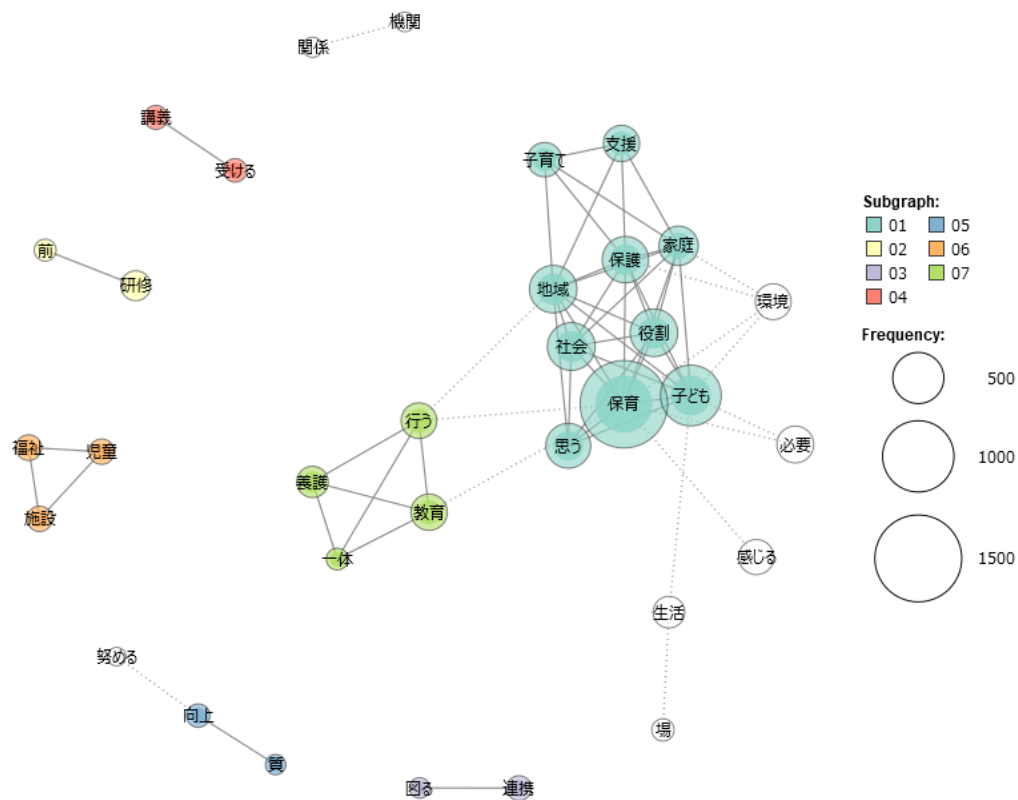 機関
関係
講義
受ける
支援
子育て
前
研修
家庭
保護
地域
環境
役割
社会
子ども
保育
思う
必要
行う
福祉
児童
施設
義護
教育
一体
感じる
生活
場
努める
向上
質
図る
連携
Subgraph:
01
05
02
06
03
07
04
Frequency:
500
1000
1500